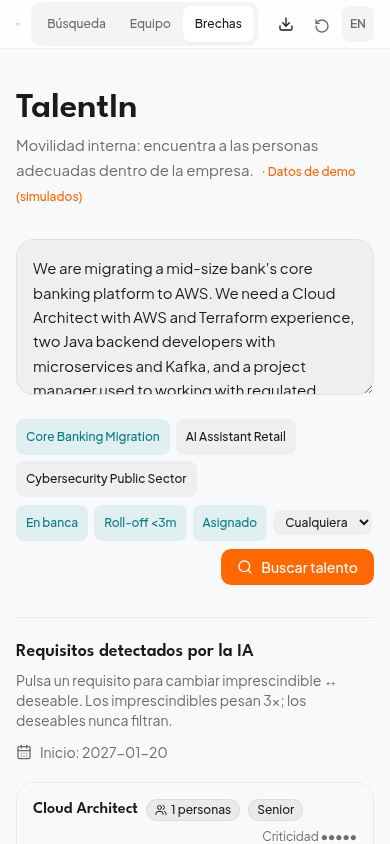 Búsqueda Equipo Brechas EN
TalentIn
Movilidad interna: encuentra a las personas
adecuadas dentro de la empresa. · Datos de demo
(simulados)
We are migrating a mid-size bank's core
banking platform to AWS. We need a Cloud
Architect with AWS and Terraform experience,
two Java backend developers with
microservices and Kafka, and a project
manager used to working with regulated
Core Banking Migration AI Assistant Retail
Cybersecurity Public Sector
En banca Roll-off <3m Asignado Cualquiera
Buscar talento
Requisitos detectados por la IA
Pulsa un requisito para cambiar imprescindible ↔
deseable. Los imprescindibles pesan 3×; los
deseables nunca filtran.
Inicio: 2027-01-20
Cloud Architect 1 personas Senior
Criticidad ●●●●●